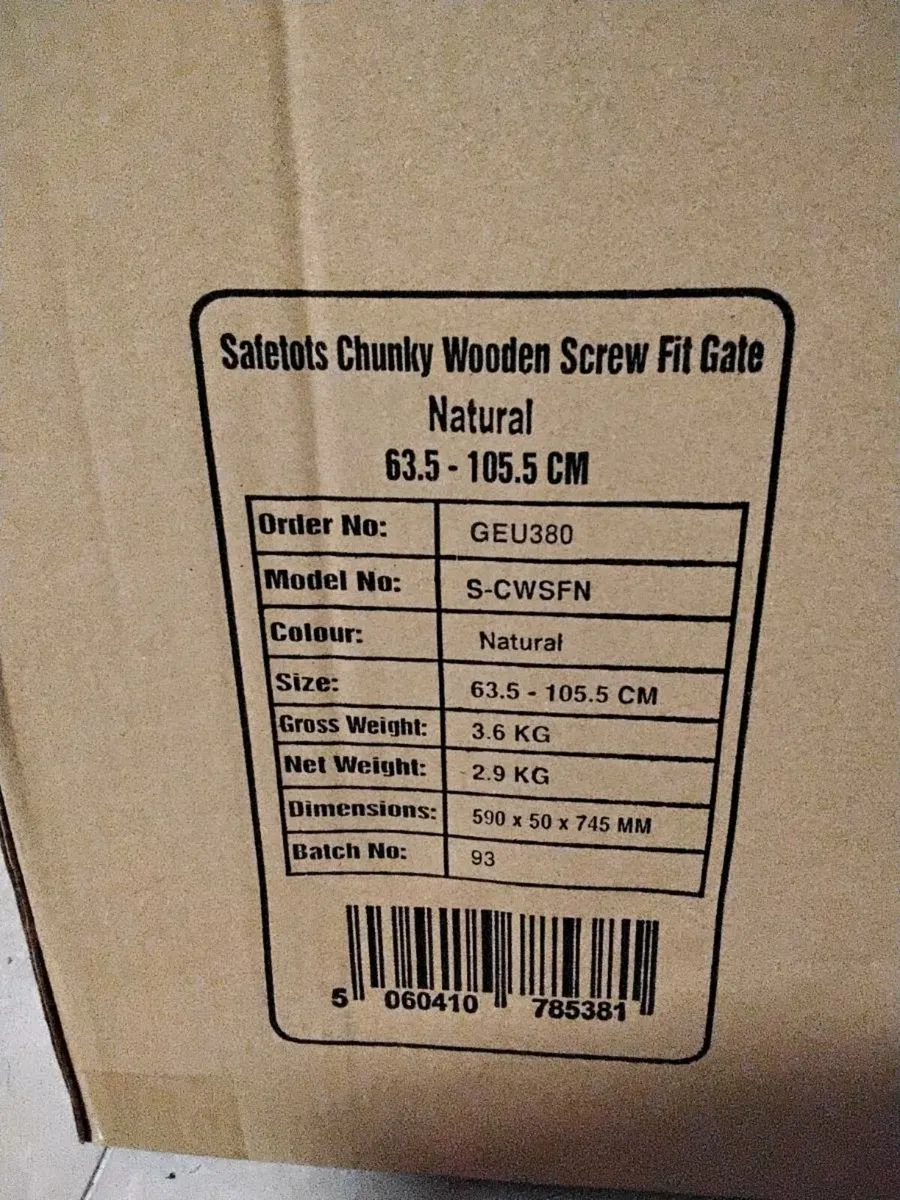 Safetots Chunky Wooden Screw Fit Gate
Natural
63.5 - 105.5 CM
Order No: GEU380
Model No: S-CWSFN
Colour: Natural
Size: 63.5 - 105.5 CM
Gross Weight: 3.6 KG
Net Weight: 2.9 KG
Dimensions: 590 x 50 x 745 MM
Batch No: 93
5 060410 785381